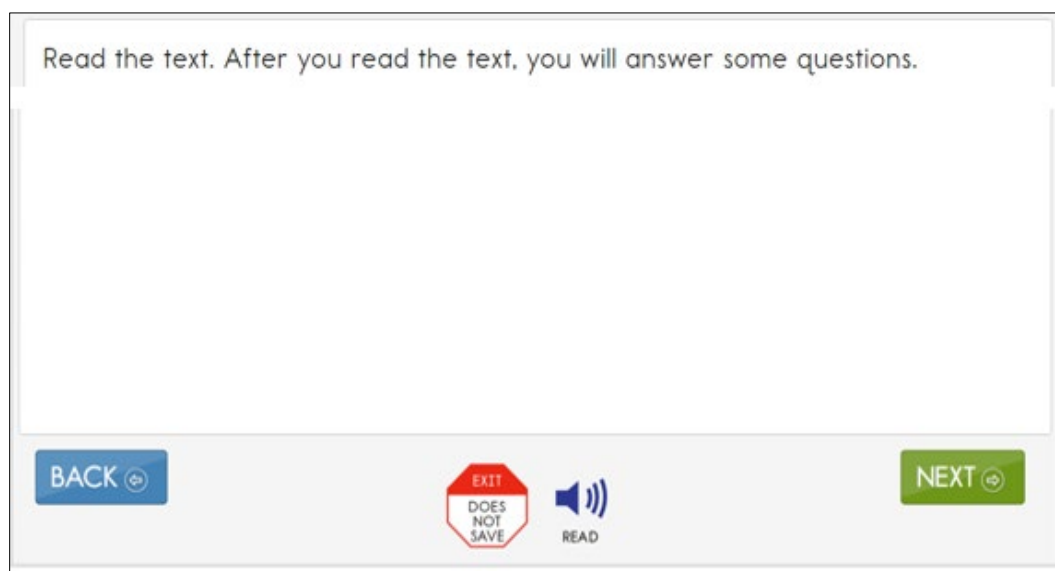 Read the text. After you read the text, you will answer some questions.
BACK
EXIT
DOES
NOT
SAVE
READ
NEXT